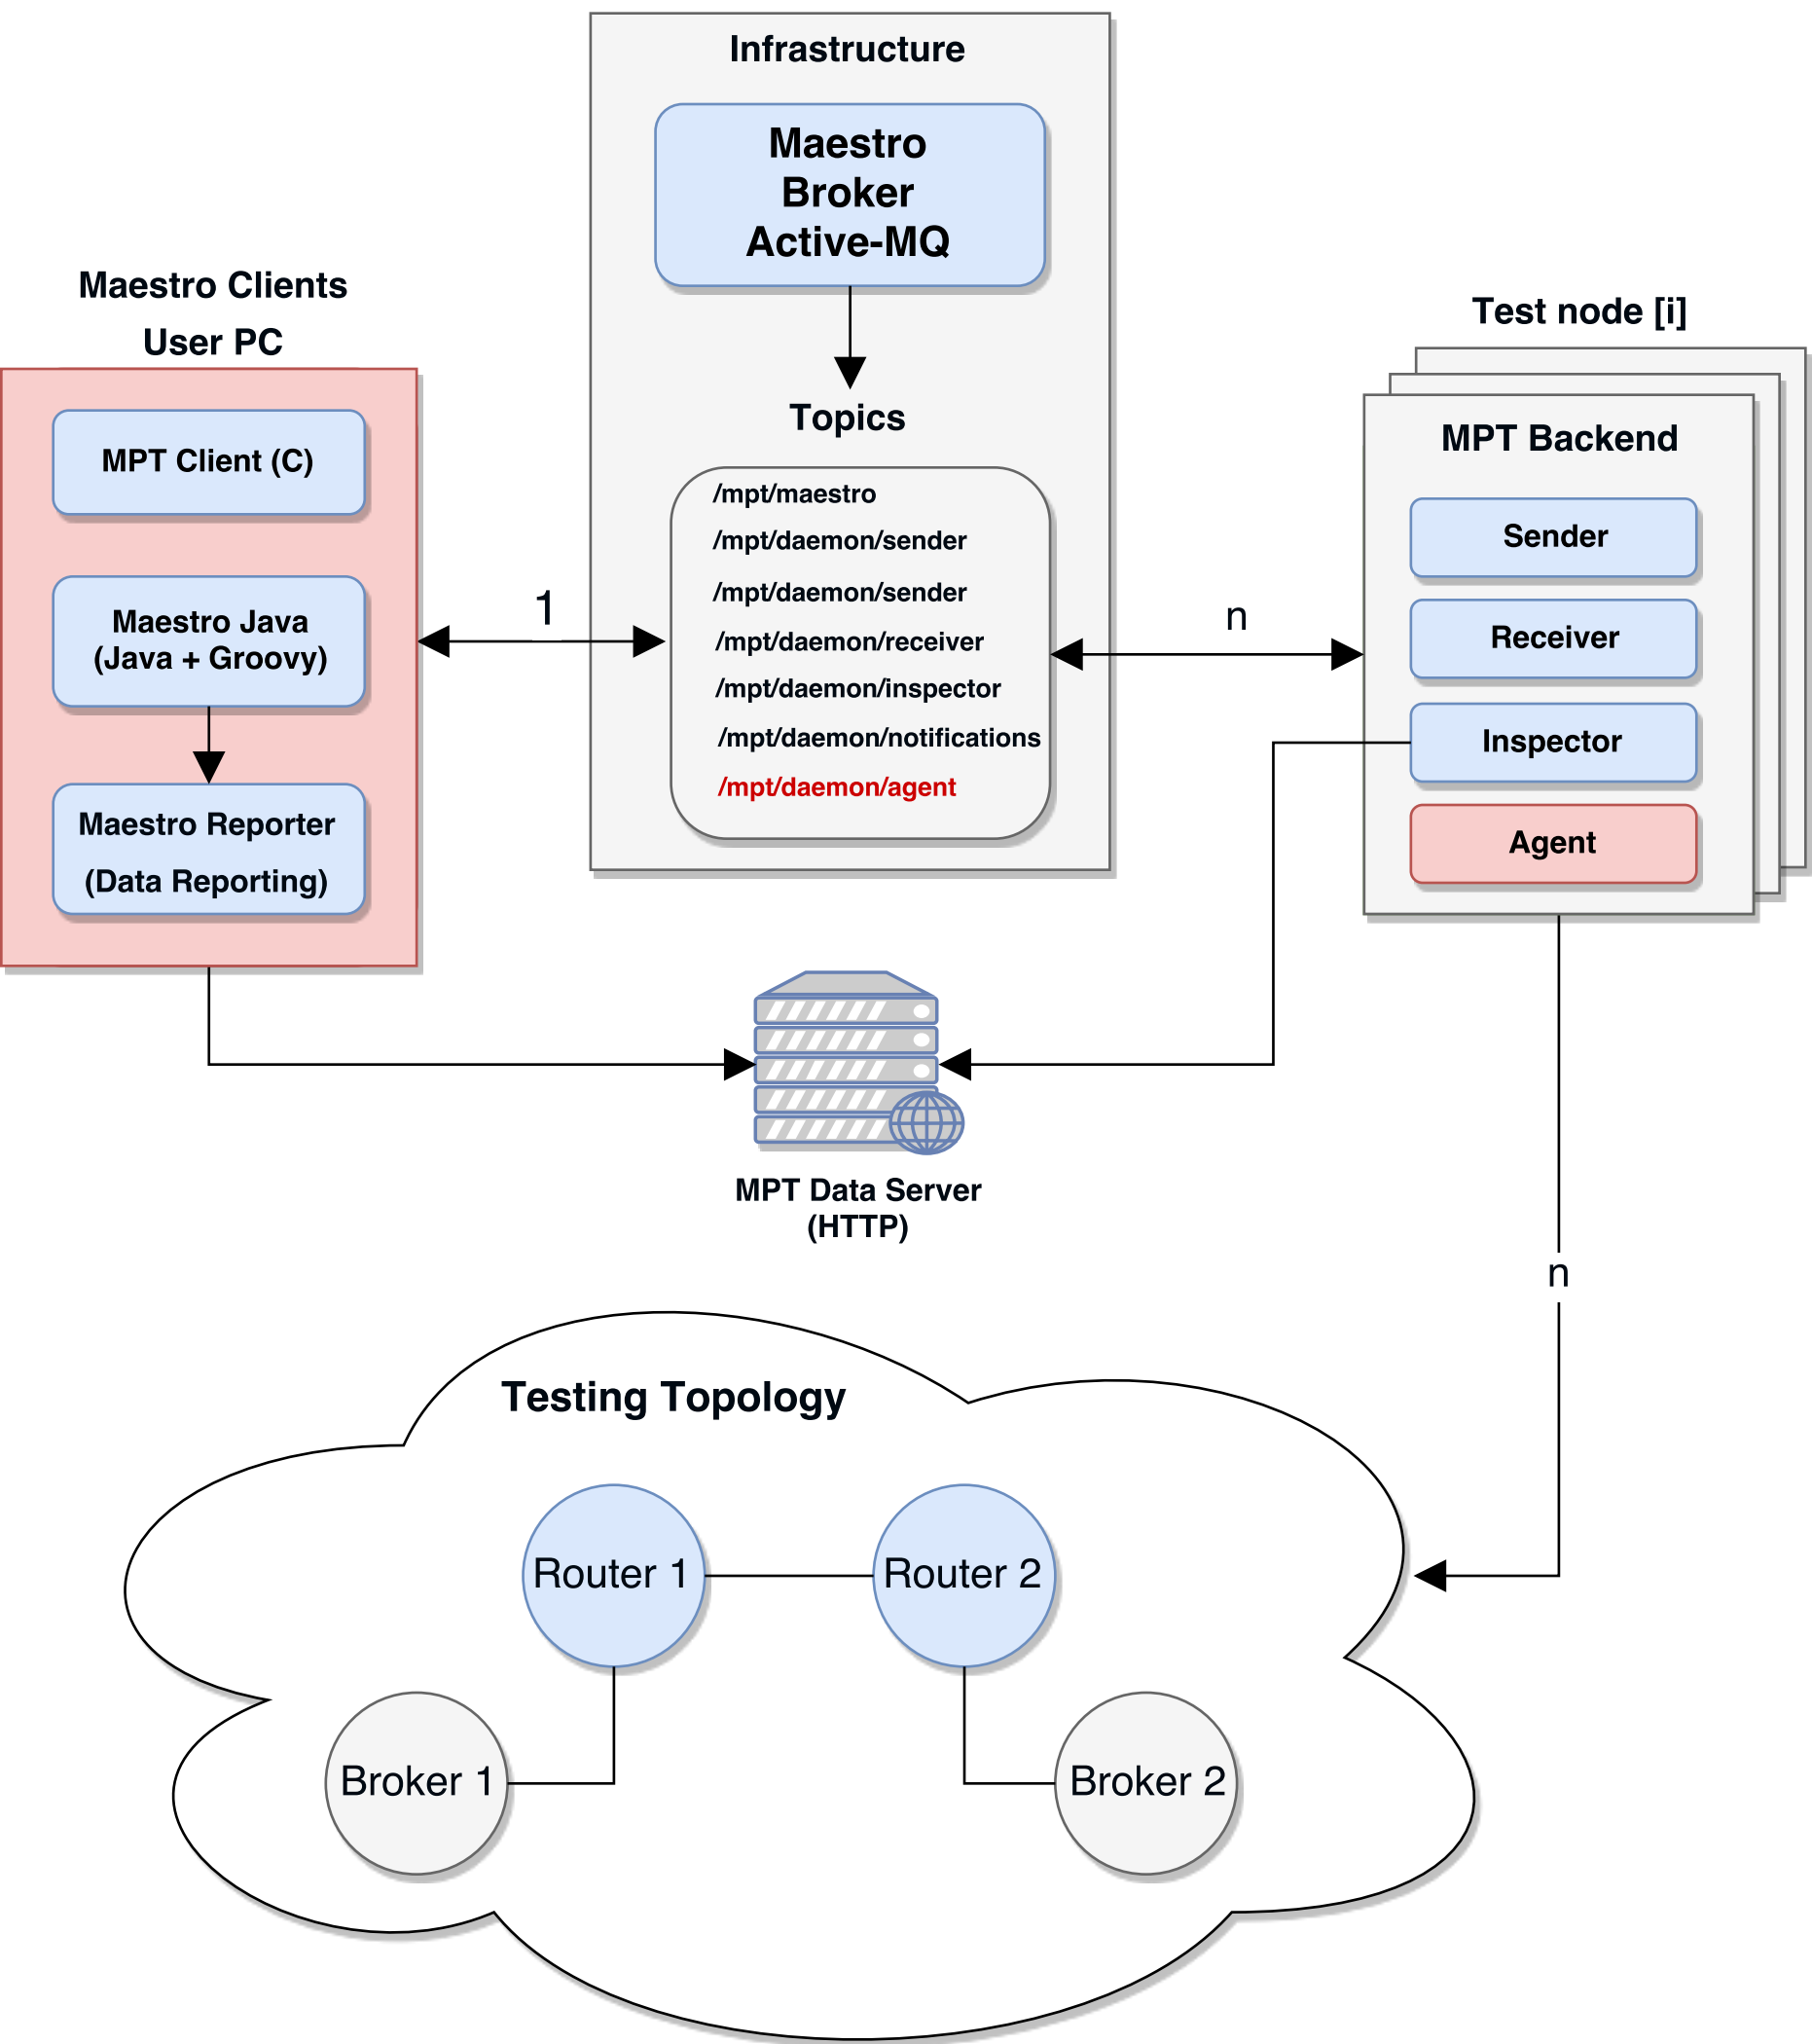 Infrastructure
Maestro
Broker
Active-MQ
Topics
/mpt/maestro
/mpt/daemon/sender
/mpt/daemon/sender
/mpt/daemon/receiver
/mpt/daemon/inspector
/mpt/daemon/notifications
/mpt/daemon/agent
Maestro Clients
User PC
MPT Client (C)
Maestro Java
(Java + Groovy)
Maestro Reporter
(Data Reporting)
1
n
Test node [i]
MPT Backend
Sender
Receiver
Inspector
Agent
MPT Data Server
(HTTP)
n
Testing Topology
Router 1
Router 2
Broker 1
Broker 2